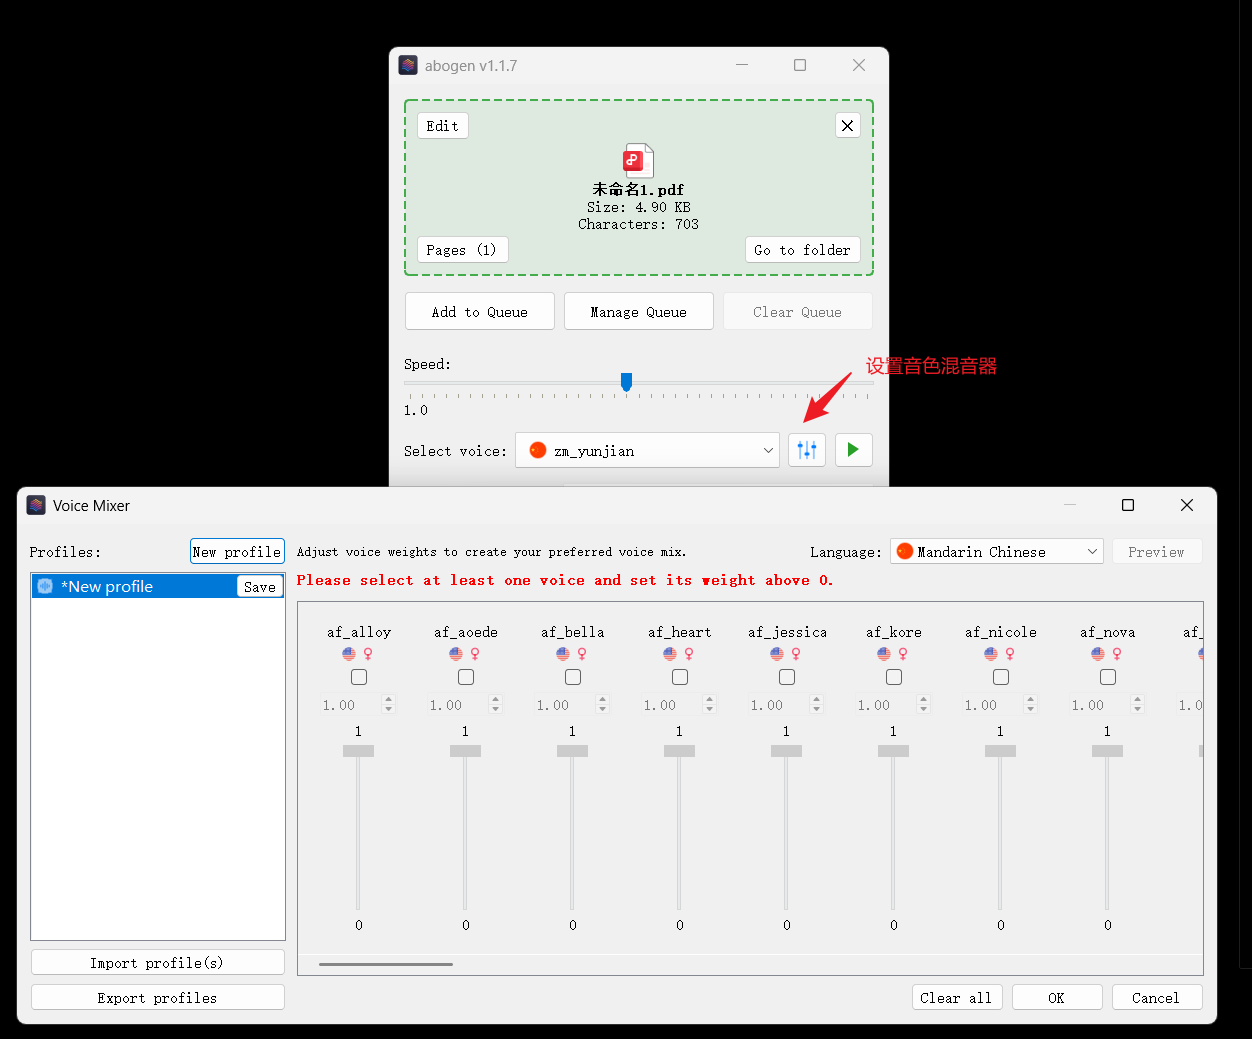 abogen v1.1.7
Edit
未命名1.pdf
Size: 4.90 KB
Characters: 703
Pages (1)
Go to folder
Add to Queue
Manage Queue
Clear Queue
Speed:
设置音色混音器
1.0
Select voice:
zm_yunjian
Voice Mixer
Profiles:
New profile
Adjust voice weights to create your preferred voice mix.
Language:
Mandarin Chinese
Preview
*New profile
Save
Please select at least one voice and set its weight above 0.
af_alloy af_aoede af_bella af_heart af_jessica af_kore af_nicole af_nova af_
1.00 1.00 1.00 1.00 1.00 1.00 1.00 1.00 1.0
1 1 1 1 1 1 1 1
0 0 0 0 0 0 0 0
Import profile(s)
Export profiles
Clear all
OK
Cancel